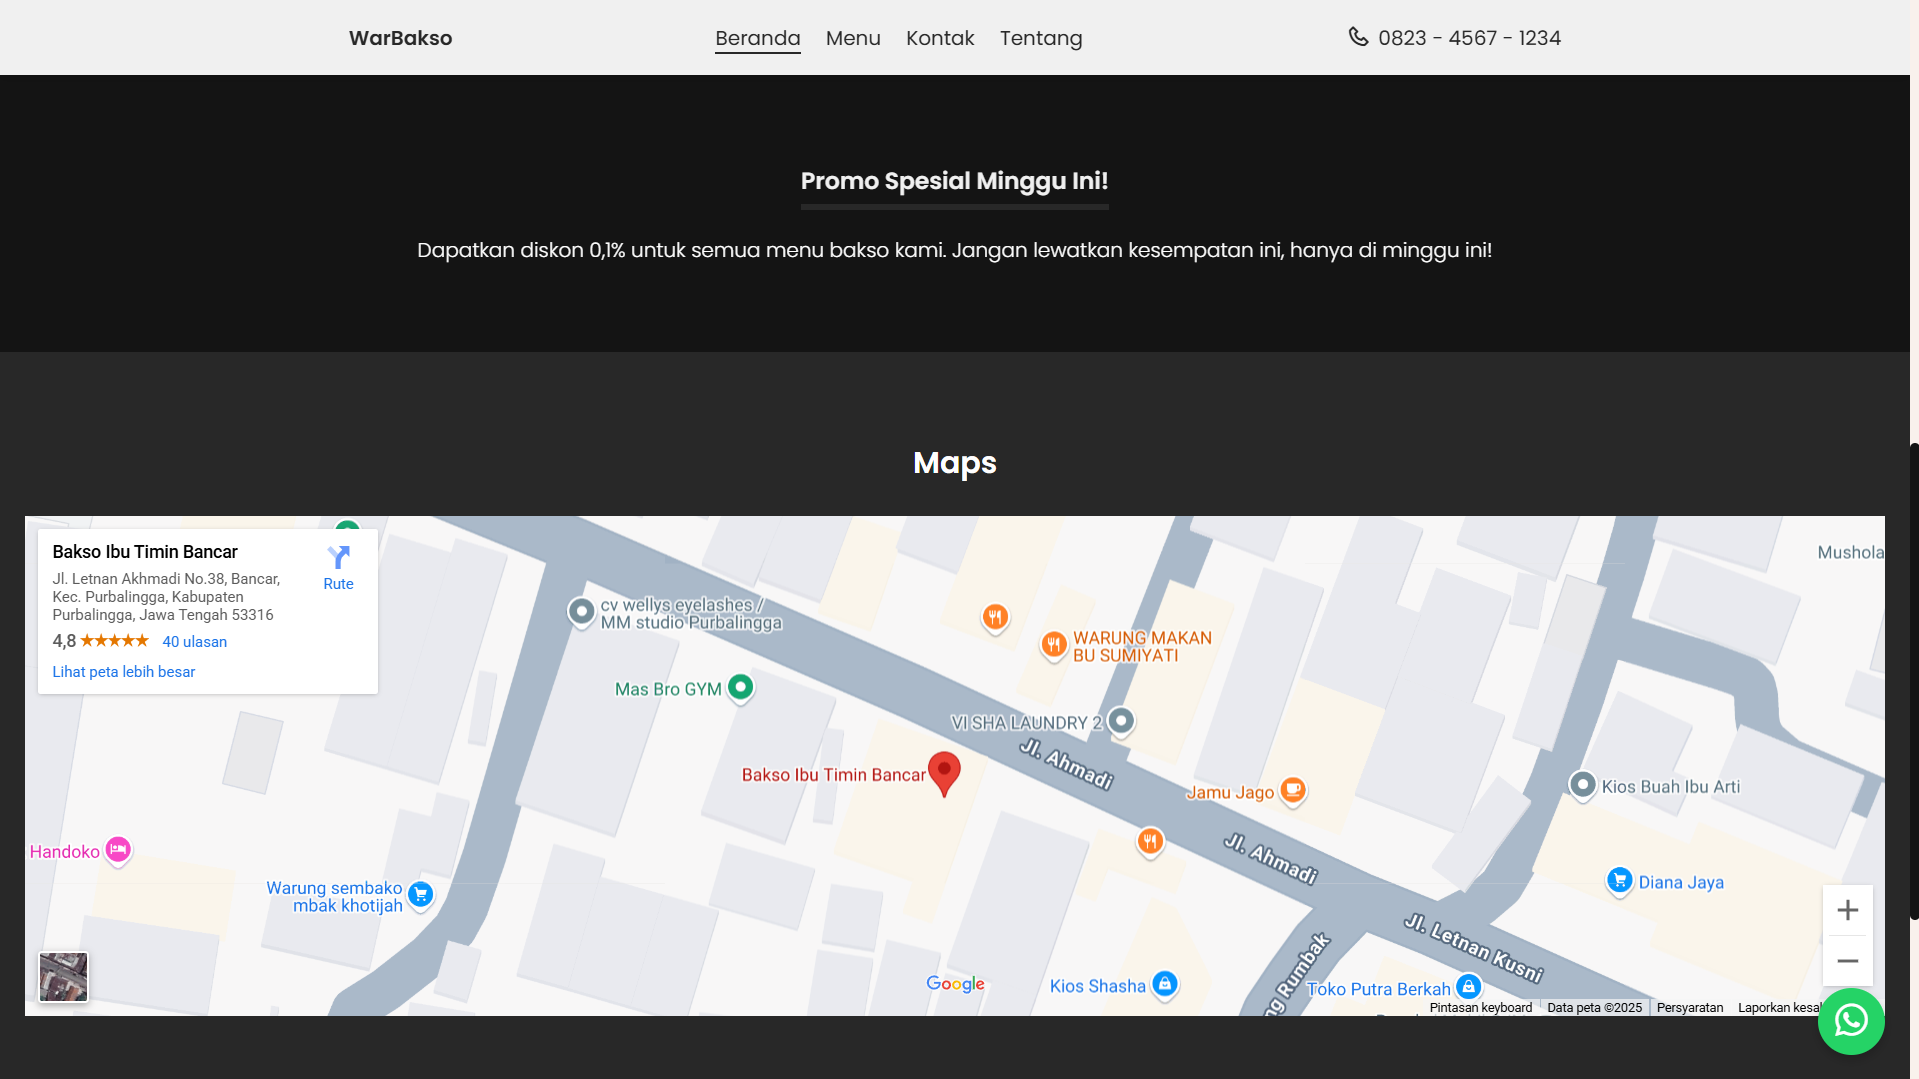 WarBakso
Beranda
Menu
Kontak
Tentang
0823 - 4567 - 1234
Promo Spesial Minggu Ini!
Dapatkan diskon 0,1% untuk semua menu bakso kami. Jangan lewatkan kesempatan ini, hanya di minggu ini!
Maps
Bakso Ibu Timin Bancar
Jl. Letnan Akhmadi No.38, Bancar,
Kec. Purbalingga, Kabupaten
Purbalingga, Jawa Tengah 53316
Rute
4,8
40 ulasan
Lihat peta lebih besar
Mushola
cv wellys eyelashes /
MM studio Purbalingga
WARUNG MAKAN
BU SUMIYATI
Mas Bro GYM
VI SHA LAUNDRY 2
Jl. Ahmadi
Bakso Ibu Timin Bancar
Jamu Jago
Kios Buah Ibu Arti
Handoko
Jl. Ahmadi
Warung sembako
mbak khotijah
Diana Jaya
Jl. Letnan Kusni
ng Rumbak
Google
Kios Shasha
Toko Putra Berkah
Pintasan keyboard
Data peta ©2025
Persyaratan
Laporkan kesal